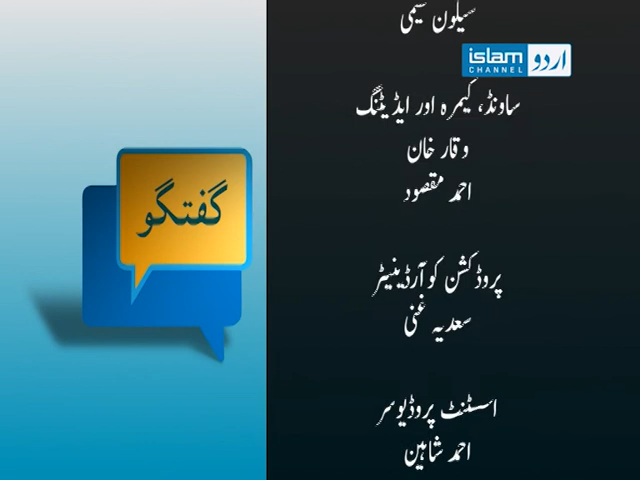 سیلون سیمی
islam
CHANNEL
اردو
ساونڈ، کیمرہ اور ایڈیٹنگ
وقار خان
احمد مقصود
گفتگو
پروڈکشن کوآرڈینیٹر
سعدیہ غنی
اسسٹنٹ پروڈیوسر
احمد شاہین